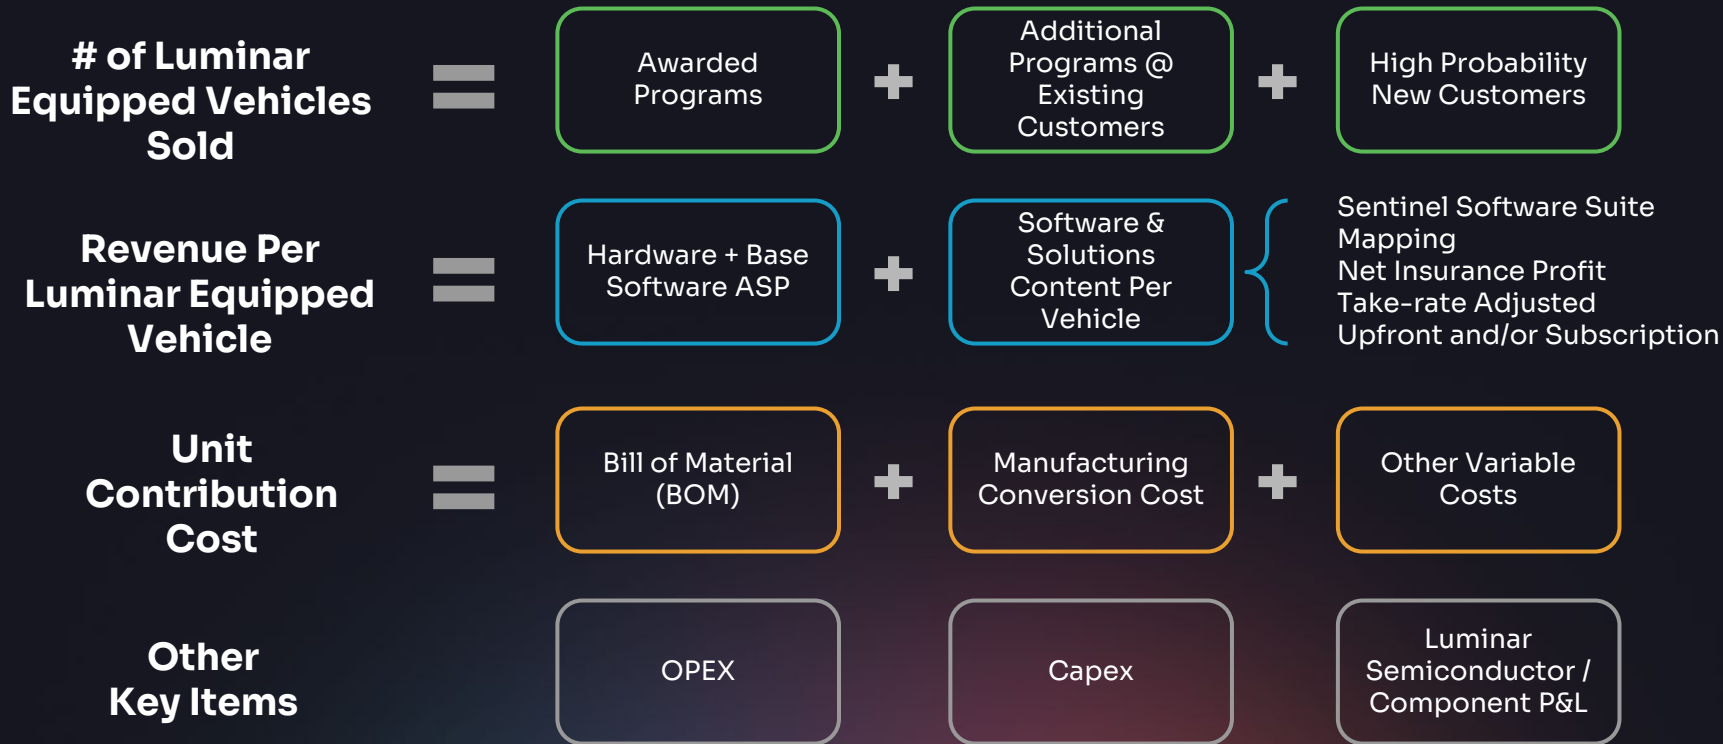 # of Luminar
Equipped Vehicles
Sold
Awarded
Programs
Additional
Programs @
Existing
Customers
High Probability
New Customers
Revenue Per
Luminar Equipped
Vehicle
Hardware + Base
Software ASP
Software &
Solutions
Content Per
Vehicle
Sentinel Software Suite
Mapping
Net Insurance Profit
Take-rate Adjusted
Upfront and/or Subscription
Unit
Contribution
Cost
Bill of Material
(BOM)
Manufacturing
Conversion Cost
Other Variable
Costs
Other
Key Items
OPEX
Capex
Luminar
Semiconductor /
Component P&L